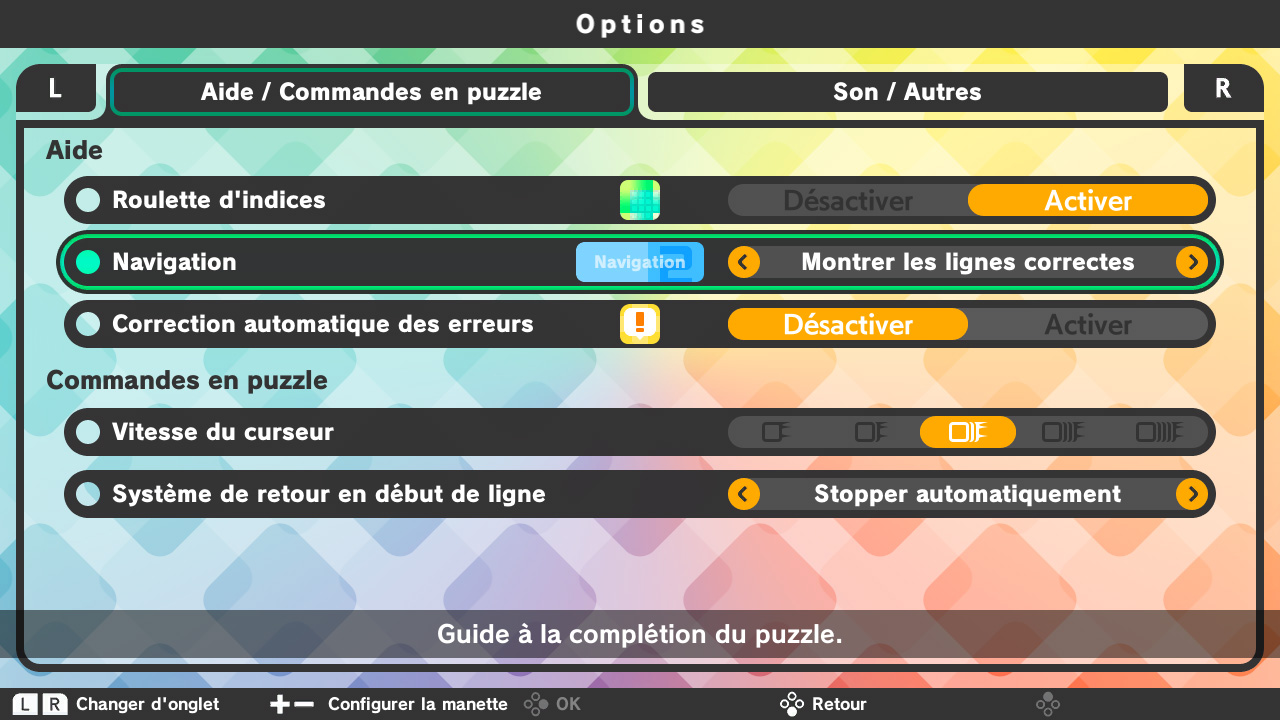 Options
L
Aide / Commandes en puzzle
Son / Autres
R
Aide
Roulette d'indices
Désactiver
Activer
Navigation
Navigation
2
Montrer les lignes correctes
Correction automatique des erreurs
!
Désactiver
Activer
Commandes en puzzle
Vitesse du curseur
Système de retour en début de ligne
Stopper automatiquement
Guide à la complétion du puzzle.
L R Changer d'onglet
Configurer la manette
OK
Retour